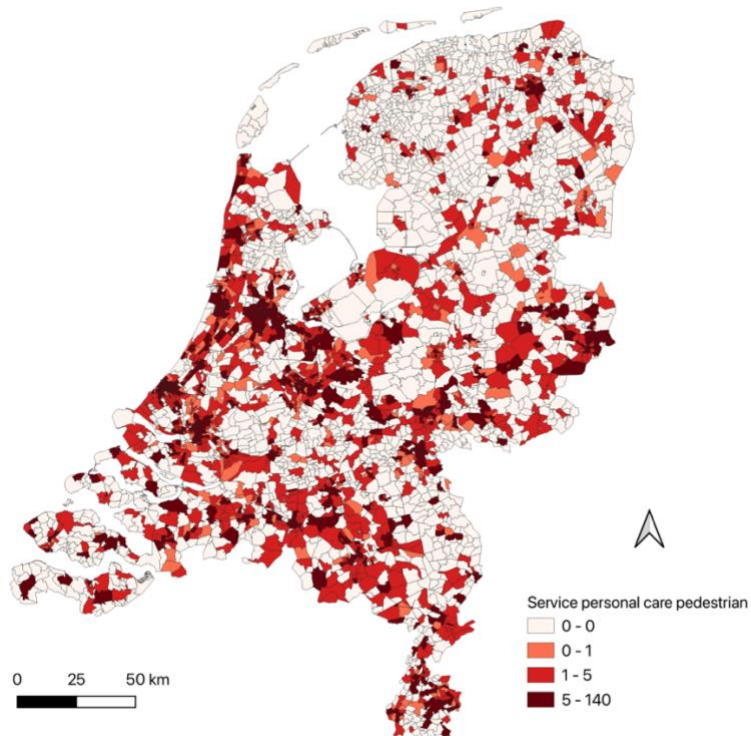 Service personal care pedestrian
0 - 0
0 - 1
1 - 5
5 - 140
0 25 50 km